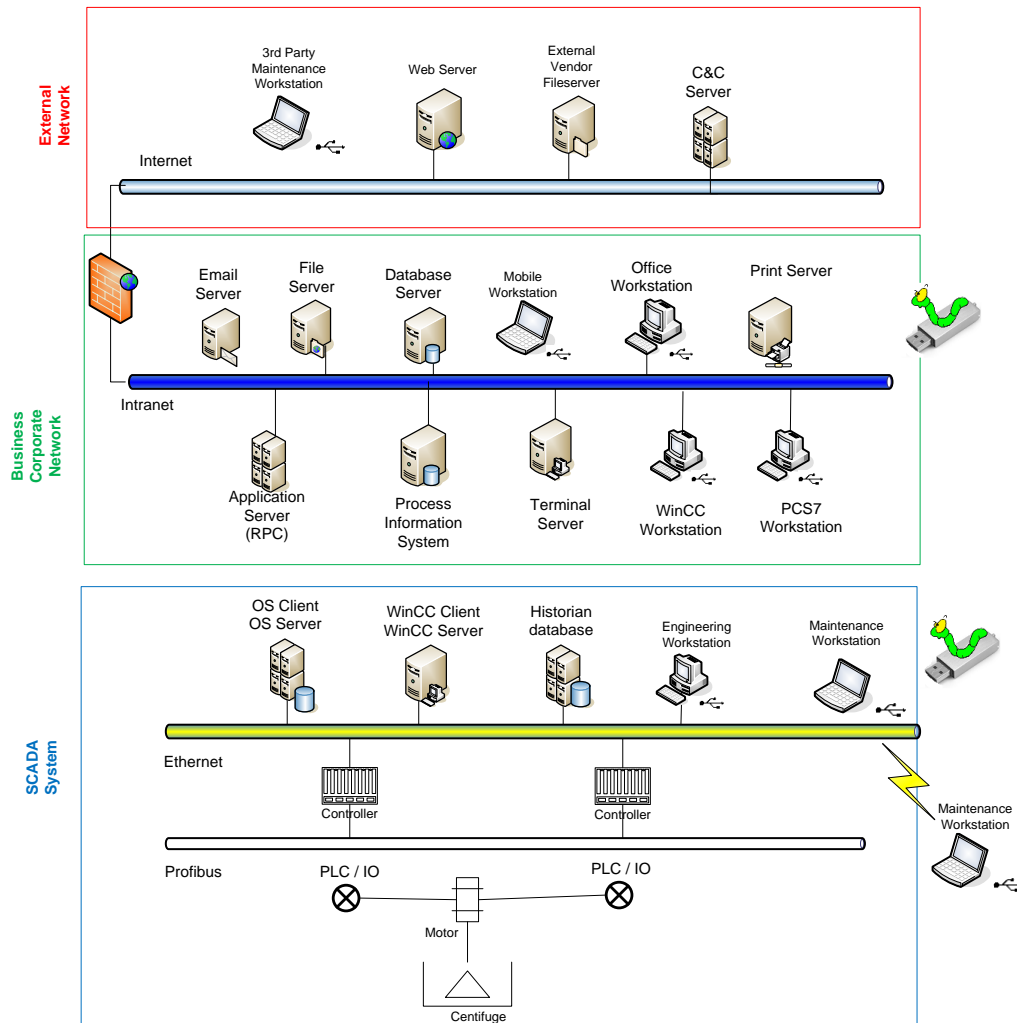 External
Network
3rd Party
Maintenance
Workstation
Web Server
External
Vendor
Fileserver
C&C
Server
Internet
Business
Corporate
Network
Email
Server
File
Server
Database
Server
Mobile
Workstation
Office
Workstation
Print Server
Intranet
Application
Server
(RPC)
Process
Information
System
Terminal
Server
WinCC
Workstation
PCS7
Workstation
SCADA
System
OS Client
OS Server
WinCC Client
WinCC Server
Historian
database
Engineering
Workstation
Maintenance
Workstation
Ethernet
Controller
Controller
Maintenance
Workstation
Profibus
PLC / IO
PLC / IO
Motor
Centifuge